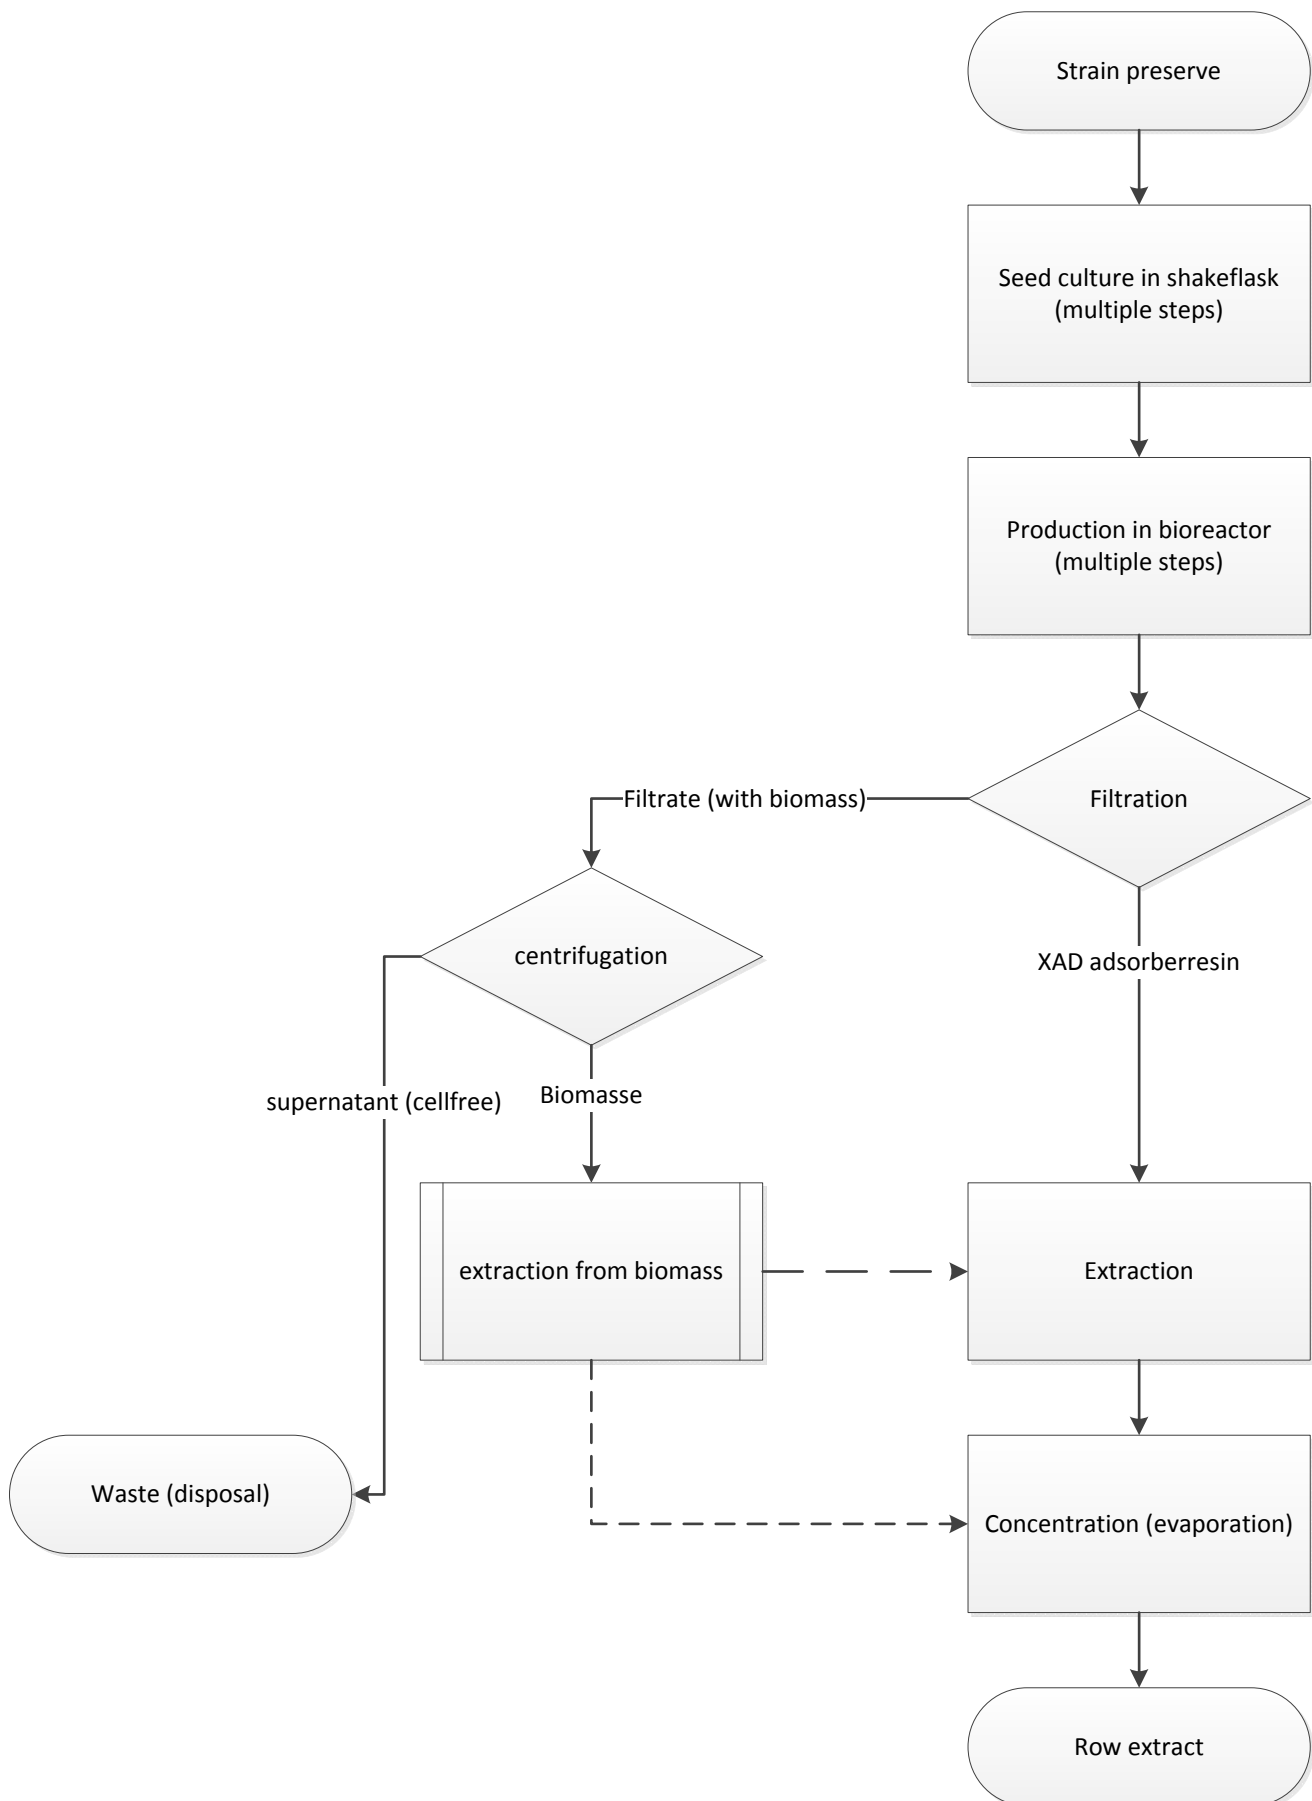 Strain preserve
Seed culture in shakeflask
(multiple steps)
Production in bioreactor
(multiple steps)
Filtration
Filtrate (with biomass)
centrifugation
XAD adsorberresin
supernatant (cellfree)
Biomasse
extraction from biomass
Extraction
Waste (disposal)
Concentration (evaporation)
Row extract